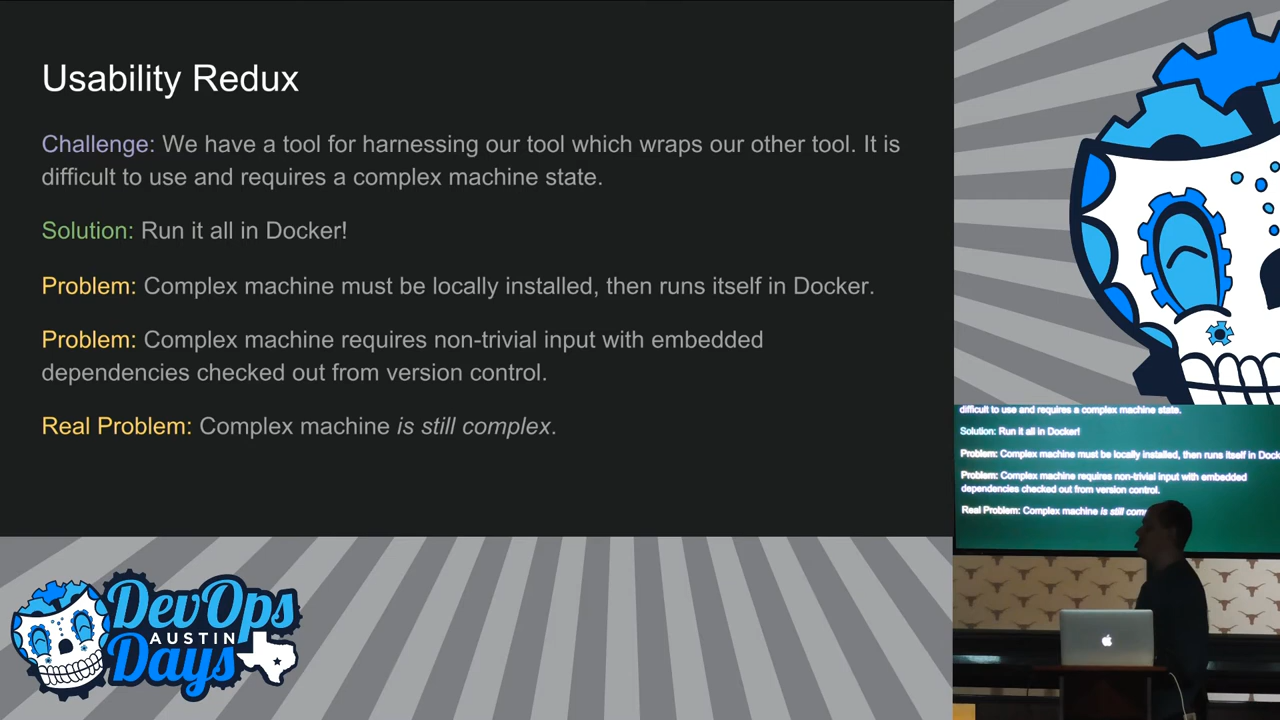 Usability Redux
Challenge: We have a tool for harnessing our tool which wraps our other tool. It is
difficult to use and requires a complex machine state.
Solution: Run it all in Docker!
Problem: Complex machine must be locally installed, then runs itself in Docker.
Problem: Complex machine requires non-trivial input with embedded
dependencies checked out from version control.
Real Problem: Complex machine is still complex.
difficult to use and requires a complex machine state.
Solution: Run it all in Docker!
Problem: Complex machine must be locally installed, then runs itself in Dock
Problem: Complex machine requires non-trivial input with embedded
dependencies checked out from version control.
Real Problem: Complex machine is still com
DevOps
AUSTIN
Days